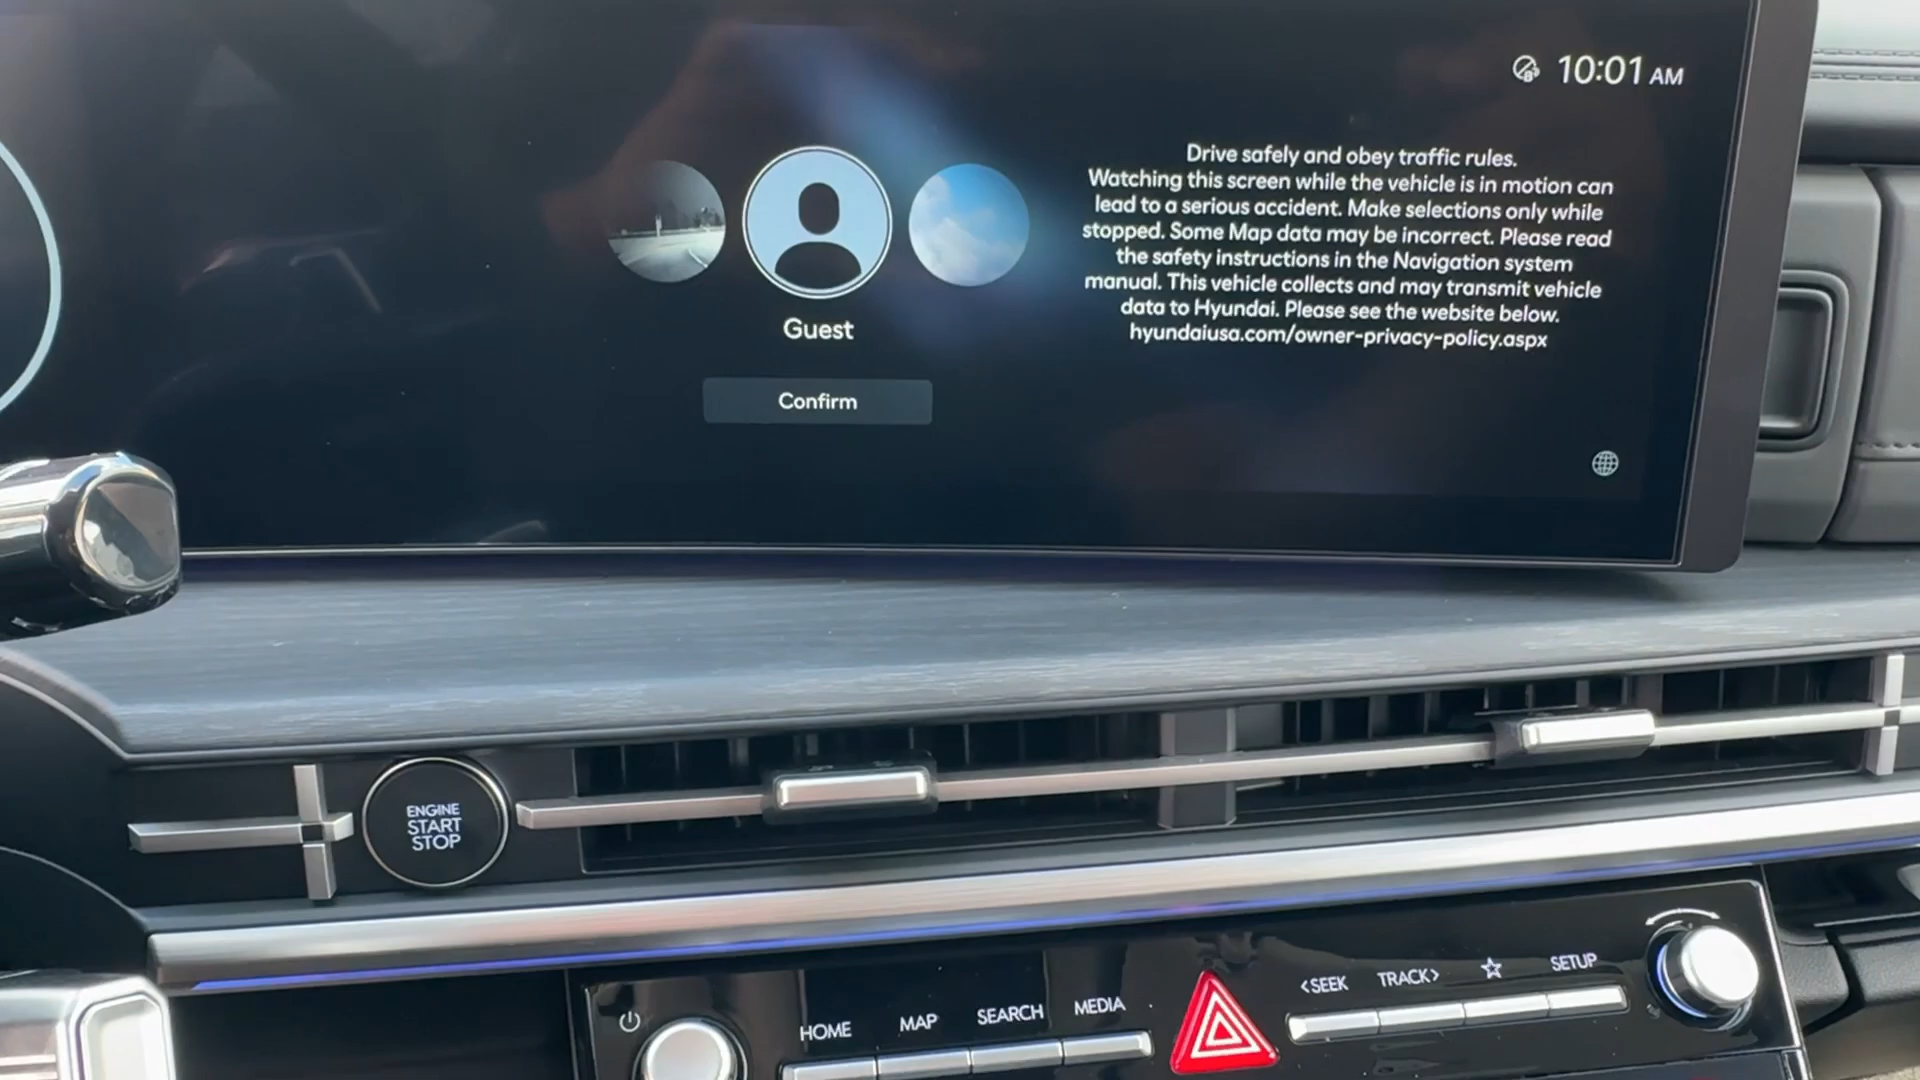 10:01 AM
Drive safely and obey traffic rules.
Watching this screen while the vehicle is in motion can
lead to a serious accident. Make selections only while
stopped. Some Map data may be incorrect. Please read
the safety instructions in the Navigation system
manual. This vehicle collects and may transmit vehicle
data to Hyundai. Please see the website below.
hyundaiusa.com/owner-privacy-policy.aspx
Guest
Confirm
ENGINE
START
STOP
HOME
MAP
SEARCH
MEDIA
<SEEK
TRACK>
SETUP